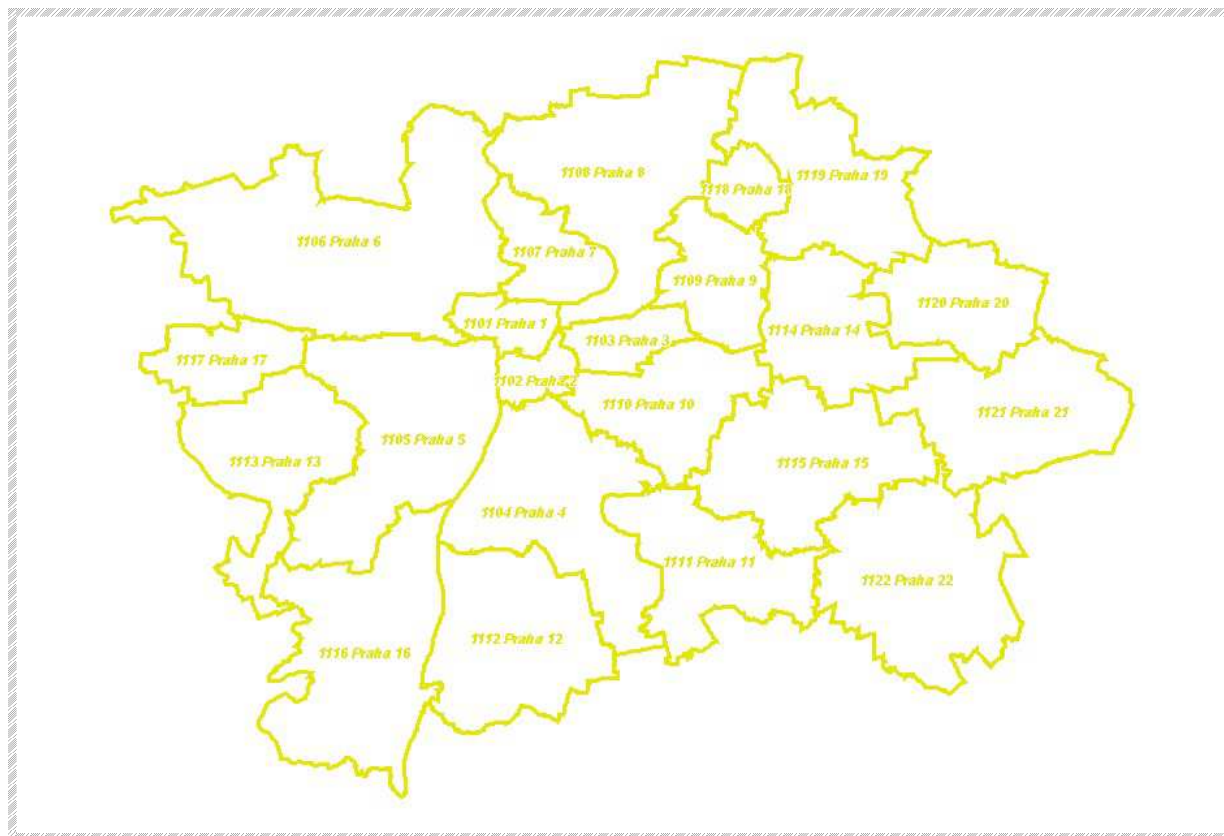 1108 Praha 8
1119 Praha 19
1118 Praha 18
1106 Praha 6
1107 Praha 7
1109 Praha 9
1120 Praha 20
1101 Praha 1
1114 Praha 14
1103 Praha 3
1117 Praha 17
1102 Praha 2
1110 Praha 10
1121 Praha 21
1105 Praha 5
1113 Praha 13
1115 Praha 15
1104 Praha 4
1111 Praha 11
1122 Praha 22
1112 Praha 12
1116 Praha 16